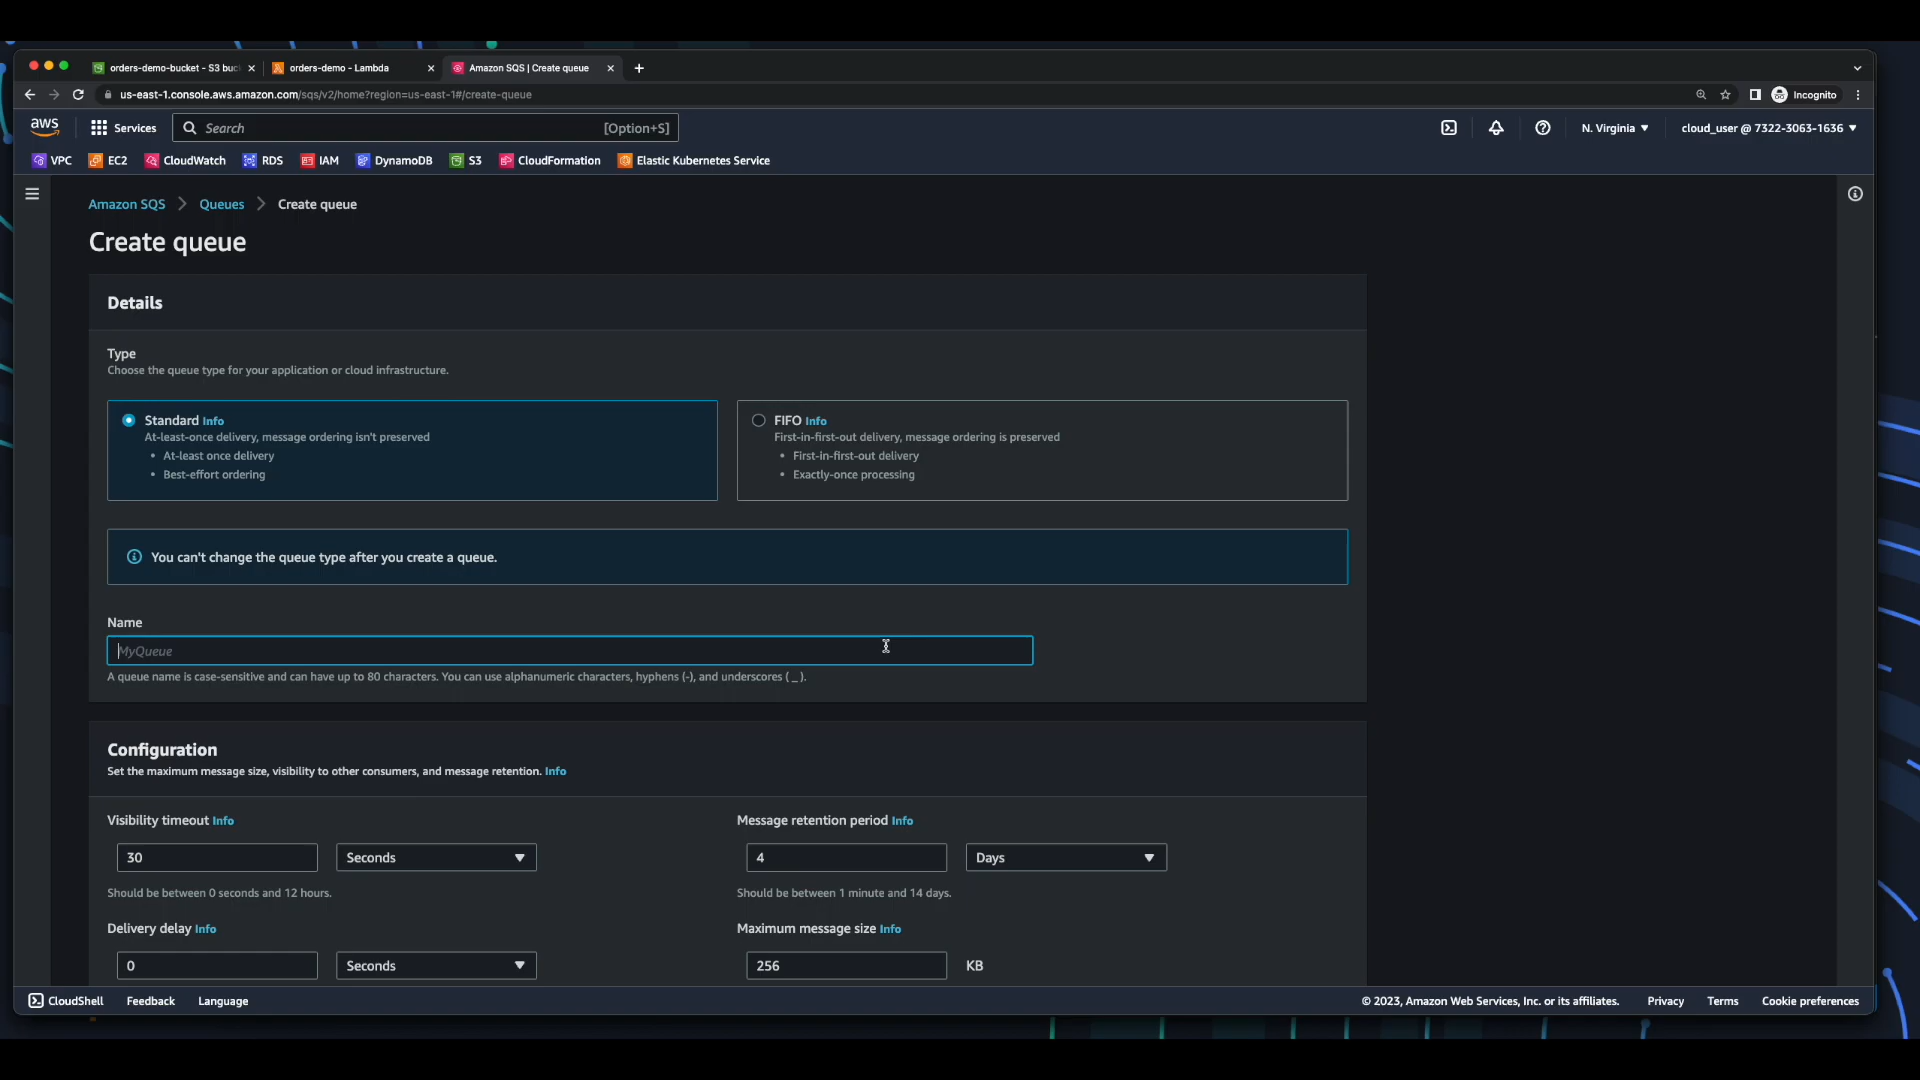 orders-demo-bucket - S3 buc
orders-demo - Lambda
Amazon SQS | Create queue
us-east-1.console.aws.amazon.com/sqs/v2/home?region=us-east-1#/create-queue
Incognito
aws
Services
Search
[Option+S]
N. Virginia
cloud_user @ 7322-3063-1636
VPC
EC2
CloudWatch
RDS
IAM
DynamoDB
S3
CloudFormation
Elastic Kubernetes Service
Amazon SQS
Queues
Create queue
Create queue
Details
Type
Choose the queue type for your application or cloud infrastructure.
Standard Info
At-least-once delivery, message ordering isn't preserved
• At-least once delivery
• Best-effort ordering
FIFO Info
First-in-first-out delivery, message ordering is preserved
• First-in-first-out delivery
• Exactly-once processing
You can't change the queue type after you create a queue.
Name
MyQueue
A queue name is case-sensitive and can have up to 80 characters. You can use alphanumeric characters, hyphens (-), and underscores ( _ ).
Configuration
Set the maximum message size, visibility to other consumers, and message retention. Info
Visibility timeout Info
30
Seconds
Should be between 0 seconds and 12 hours.
Message retention period Info
4
Days
Should be between 1 minute and 14 days.
Delivery delay Info
0
Seconds
Maximum message size Info
256
KB
CloudShell
Feedback
Language
© 2023, Amazon Web Services, Inc. or its affiliates.
Privacy
Terms
Cookie preferences